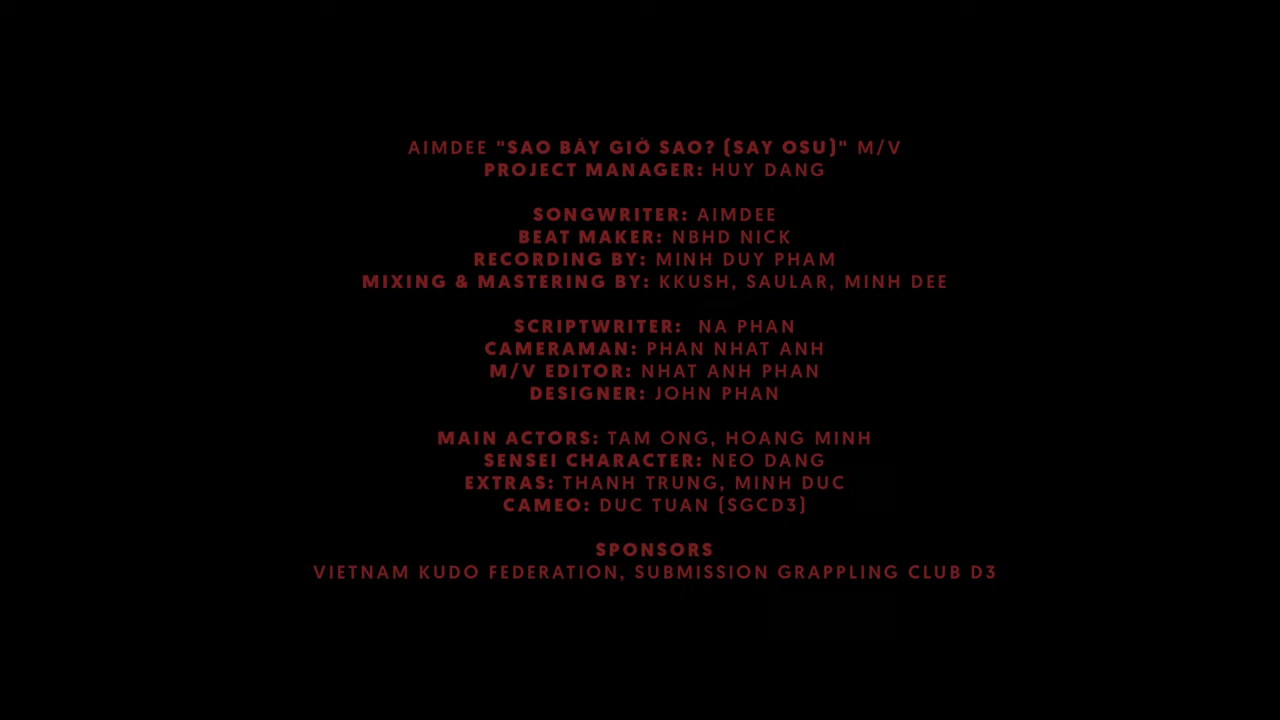 AIMDEE "SAO BÂY GIỜ SAO? (SAY OSU)" M/V
PROJECT MANAGER: HUY DANG
SONGWRITER: AIMDEE
BEAT MAKER: NBHD NICK
RECORDING BY: MINH DUY PHAM
MIXING & MASTERING BY: KKUSH, SAULAR, MINH DEE
SCRIPTWRITER: NA PHAN
CAMERAMAN: PHAN NHAT ANH
M/V EDITOR: NHAT ANH PHAN
DESIGNER: JOHN PHAN
MAIN ACTORS: TAM ONG, HOANG MINH
SENSEI CHARACTER: NEO DANG
EXTRAS: THANH TRUNG, MINH DUC
CAMEO: DUC TUAN (SGCD3)
SPONSORS
VIETNAM KUDO FEDERATION, SUBMISSION GRAPPLING CLUB D3